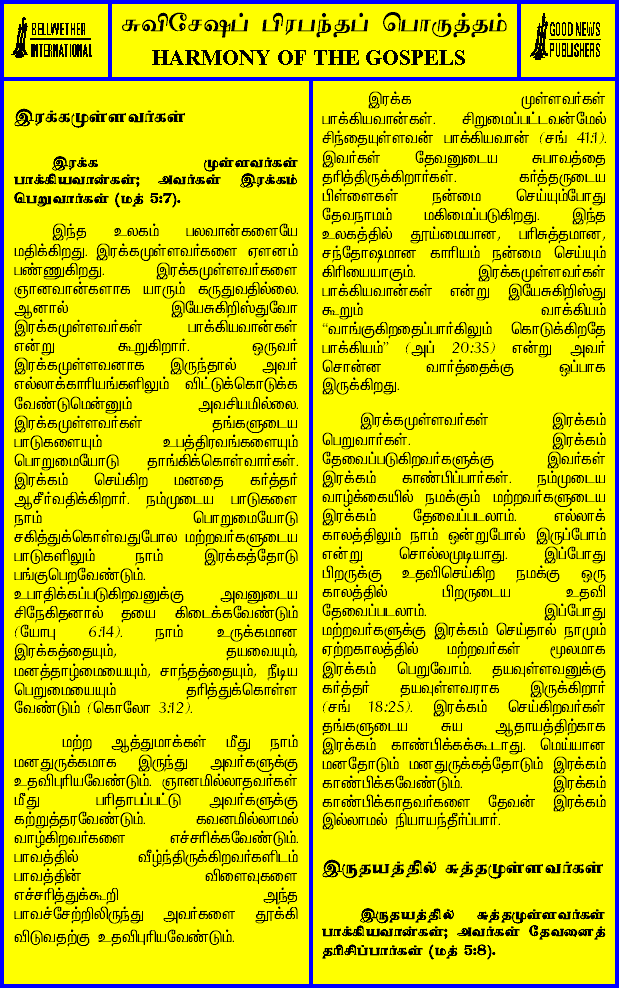 BELLWETHER
INTERNATIONAL
சுவிசேஷப் பிரபந்தப் பொருத்தம்
HARMONY OF THE GOSPELS
GOOD NEWS
PUBLISHERS
இரக்கமுள்ளவர்கள்
இரக்க முள்ளவர்கள்
பாக்கியவான்கள்; அவர்கள் இரக்கம்
பெறுவார்கள் (மத் 5:7).
இந்த உலகம் பலவான்களையே
மதிக்கிறது. இரக்கமுள்ளவர்களை ஏளனம்
பண்ணுகிறது. இரக்கமுள்ளவர்களை
ஞானவான்களாக யாரும் கருதுவதில்லை.
ஆனால் இயேசுகிறிஸ்துவோ
இரக்கமுள்ளவர்கள் பாக்கியவான்கள்
என்று கூறுகிறார். ஒருவர்
இரக்கமுள்ளவனாக இருந்தால் அவர்
எல்லாக்காரியங்களிலும் விட்டுக்கொடுக்க
வேண்டுமென்னும் அவசியமில்லை.
இரக்கமுள்ளவர்கள் தங்களுடைய
பாடுகளையும் உபத்திரவங்களையும்
பொறுமையோடு தாங்கிக்கொள்வார்கள்.
இரக்கம் செய்கிற மனதை கர்த்தர்
ஆசீர்வதிக்கிறார். நம்முடைய பாடுகளை
நாம் பொறுமையோடு
சகித்துக்கொள்வதுபோல மற்றவர்களுடைய
பாடுகளிலும் நாம் இரக்கத்தோடு
பங்குபெறவேண்டும்.
உபாதிக்கப்படுகிறவனுக்கு அவனுடைய
சிநேகிதனால் தயை கிடைக்கவேண்டும்
(யோபு 6:14). நாம் உருக்கமான
இரக்கத்தையும், தயவையும்,
மனத்தாழ்மையையும், சாந்தத்தையும், நீடிய
பெறுமையையும் தரித்துக்கொள்ள
வேண்டும் (கொலோ 3:12).
மற்ற ஆத்துமாக்கள் மீது நாம்
மனதுருக்கமாக இருந்து அவர்களுக்கு
உதவிபுரியவேண்டும். ஞானமில்லாதவர்கள்
மீது பரிதாபப்பட்டு அவர்களுக்கு
கற்றுத்தரவேண்டும். கவனமில்லாமல்
வாழ்கிறவர்களை எச்சரிக்கவேண்டும்.
பாவத்தில் வீழ்ந்திருக்கிறவர்களிடம்
பாவத்தின் விளைவுகளை
எச்சரித்துக்கூறி அந்த
பாவச்சேற்றிலிருந்து அவர்களை தூக்கி
விடுவதற்கு உதவிபுரியவேண்டும்.
இரக்க முள்ளவர்கள்
பாக்கியவான்கள். சிறுமைப்பட்டவன்மேல்
சிந்தையுள்ளவன் பாக்கியவான் (சங் 41:1).
இவர்கள் தேவனுடைய சுபாவத்தை
தரித்திருக்கிறார்கள். கர்த்தருடைய
பிள்ளைகள் நன்மை செய்யும்போது
தேவநாமம் மகிமைப்படுகிறது. இந்த
உலகத்தில் தூய்மையான, பரிசுத்தமான,
சந்தோஷமான காரியம் நன்மை செய்யும்
கிரியையாகும். இரக்கமுள்ளவர்கள்
பாக்கியவான்கள் என்று இயேசுகிறிஸ்து
கூறும் வாக்கியம்
“வாங்குகிறதைப்பார்கிலும் கொடுக்கிறதே
பாக்கியம்” (அப் 20:35) என்று அவர்
சொன்ன வார்த்தைக்கு ஒப்பாக
இருக்கிறது.
இரக்கமுள்ளவர்கள் இரக்கம்
பெறுவார்கள். இரக்கம்
தேவைப்படுகிறவர்களுக்கு இவர்கள்
இரக்கம் காண்பிப்பார்கள். நம்முடைய
வாழ்க்கையில் நமக்கும் மற்றவர்களுடைய
இரக்கம் தேவைப்படலாம். எல்லாக்
காலத்திலும் நாம் ஒன்றுபோல் இருப்போம்
என்று சொல்லமுடியாது. இப்போது
பிறருக்கு உதவிசெய்கிற நமக்கு ஒரு
காலத்தில் பிறருடைய உதவி
தேவைப்படலாம். இப்போது
மற்றவர்களுக்கு இரக்கம் செய்தால் நாமும்
ஏற்றகாலத்தில் மற்றவர்கள் மூலமாக
இரக்கம் பெறுவோம். தயவுள்ளவனுக்கு
கர்த்தர் தயவுள்ளவராக இருக்கிறார்
(சங் 18:25). இரக்கம் செய்கிறவர்கள்
தங்களுடைய சுய ஆதாயத்திற்காக
இரக்கம் காண்பிக்கக்கூடாது. மெய்யான
மனதோடும் மனதுருக்கத்தோடும் இரக்கம்
காண்பிக்கவேண்டும். இரக்கம்
காண்பிக்காதவர்களை தேவன் இரக்கம்
இல்லாமல் நியாயந்தீர்ப்பார்.
இருதயத்தில் சுத்தமுள்ளவர்கள்
இருதயத்தில் சுத்தமுள்ளவர்கள்
பாக்கியவான்கள்; அவர்கள் தேவனைத்
தரிசிப்பார்கள் (மத் 5:8).